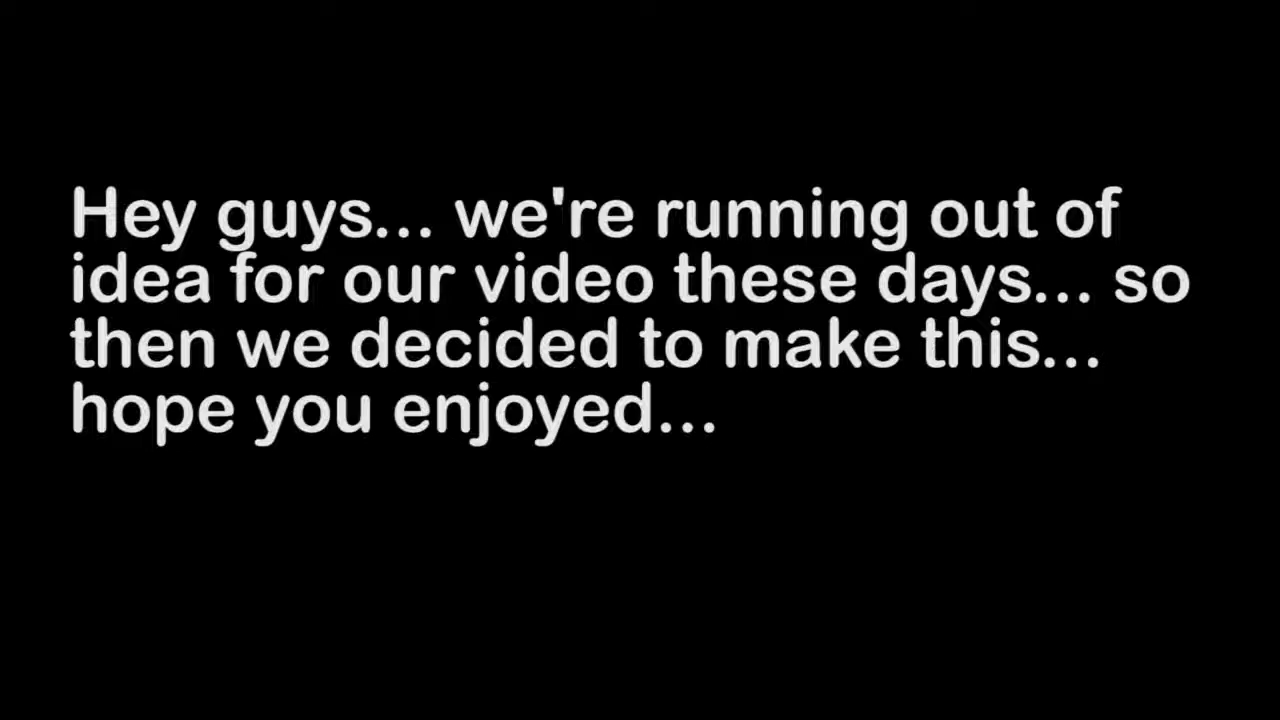 Hey guys... we're running out of
idea for our video these days... so
then we decided to make this...
hope you enjoyed...